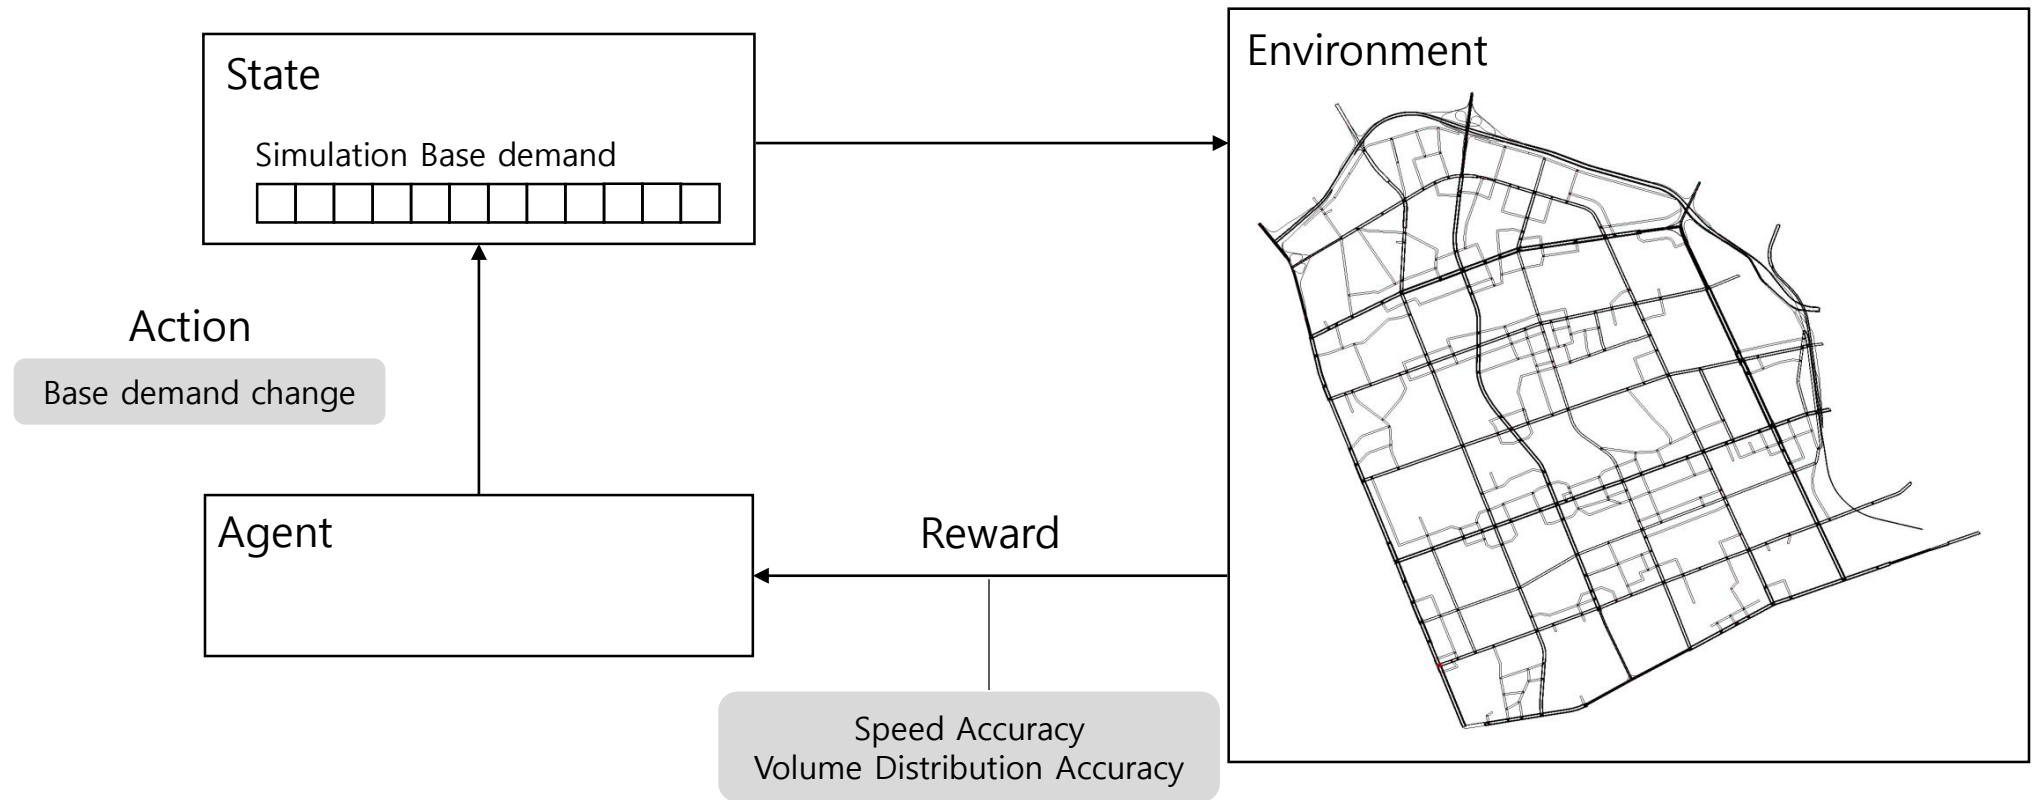 State
Simulation Base demand
Environment
Action
Base demand change
Agent
Reward
Speed Accuracy
Volume Distribution Accuracy